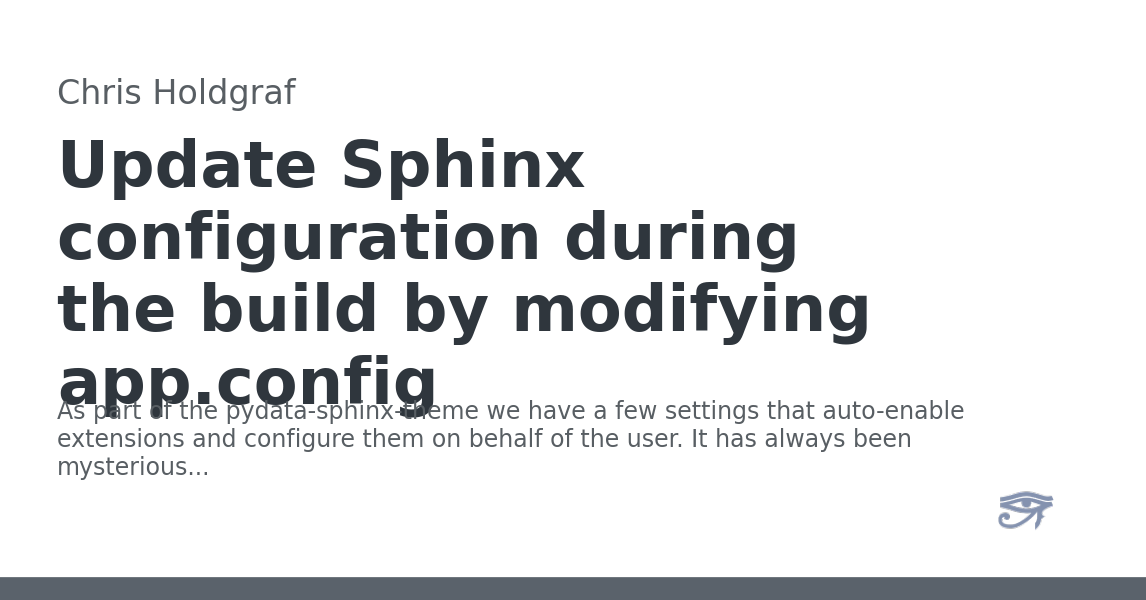 Chris Holdgraf
Update Sphinx
configuration during
the build by modifying
app.config
As part of the pydata-sphinx-theme we have a few settings that auto-enable
extensions and configure them on behalf of the user. It has always been
mysterious...